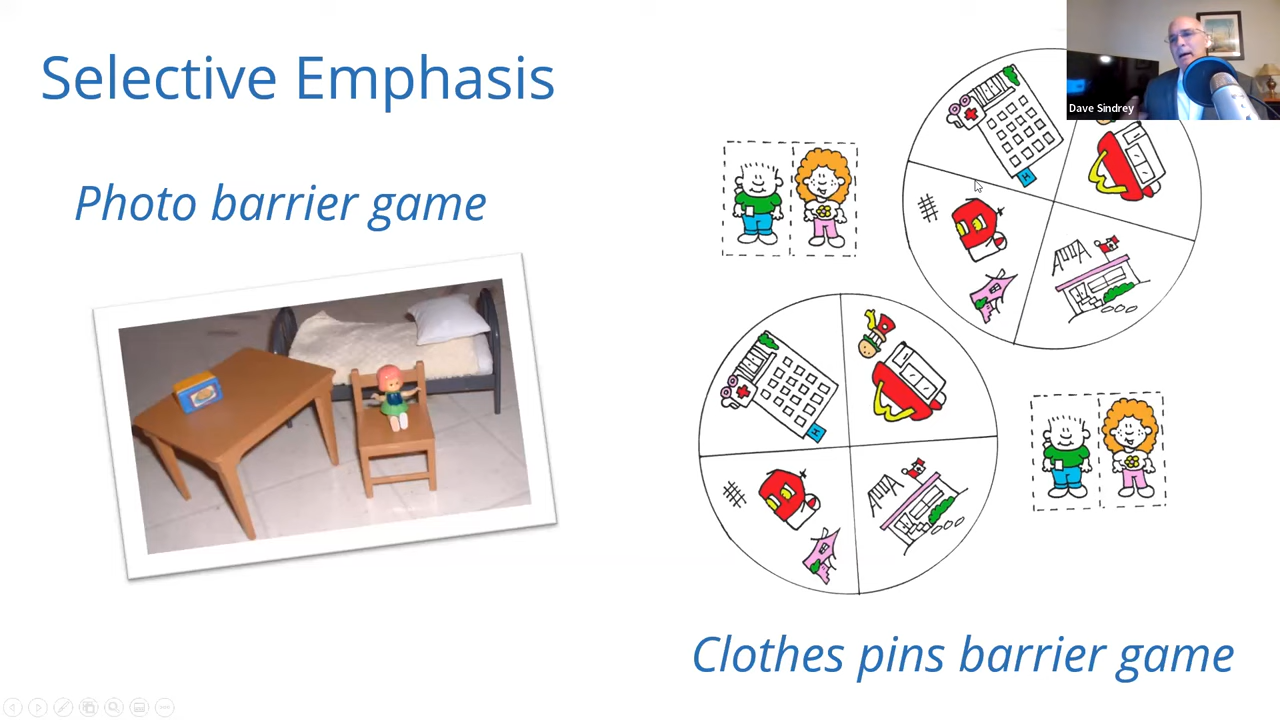 Selective Emphasis
Dave Sindrey
Photo barrier game
H
H
Clothes pins barrier game